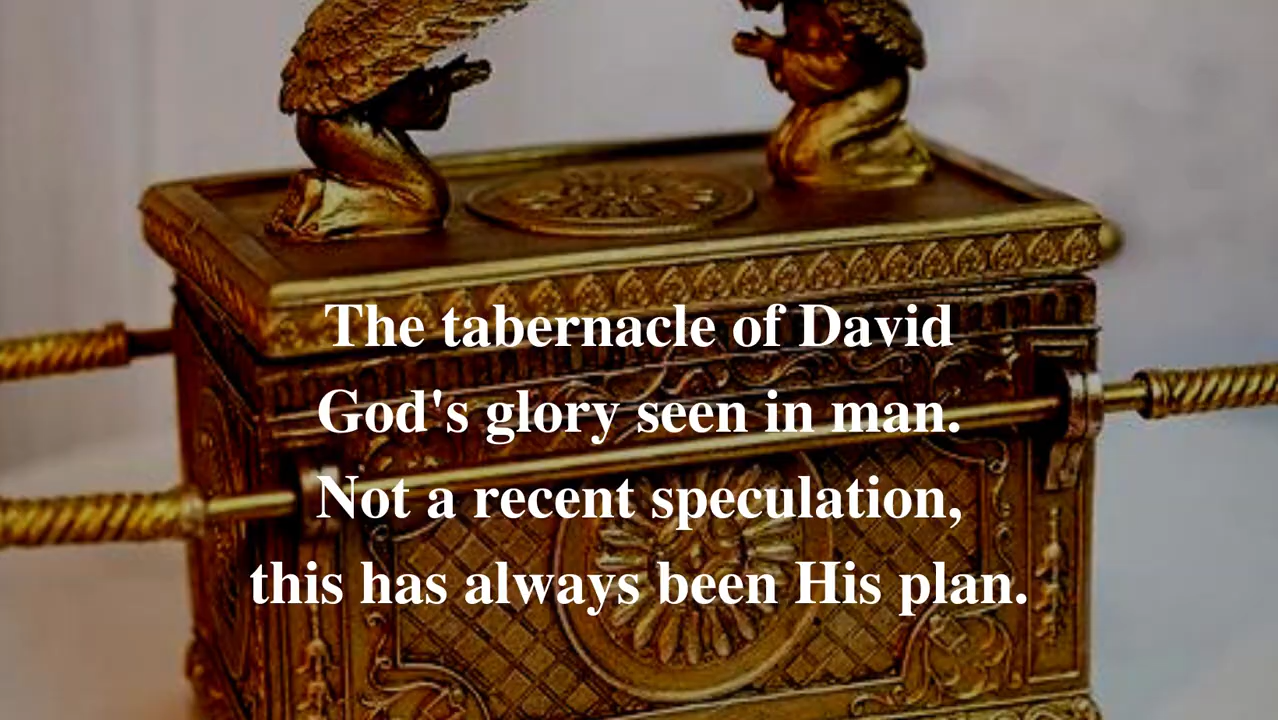 The tabernacle of David
God's glory seen in man.
Not a recent speculation,
this has always been His plan.